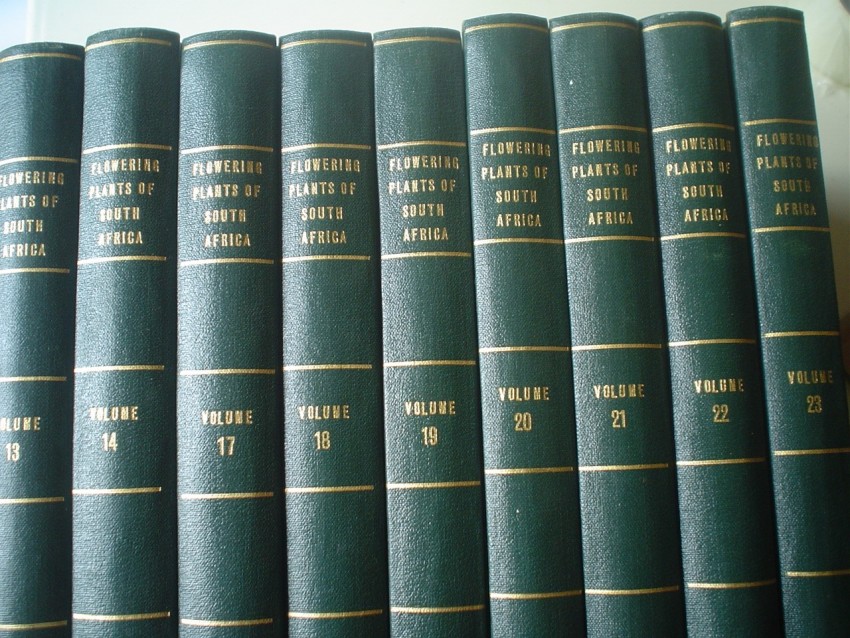 FLOWERING
PLANTS OF
SOUTH
AFRICA
VOLUME
13
FLOWERING
PLANTS OF
SOUTH
AFRICA
VOLUME
14
FLOWERING
PLANTS OF
SOUTH
AFRICA
VOLUME
17
FLOWERING
PLANTS OF
SOUTH
AFRICA
VOLUME
18
FLOWERING
PLANTS OF
SOUTH
AFRICA
VOLUME
19
FLOWERING
PLANTS OF
SOUTH
AFRICA
VOLUME
20
FLOWERING
PLANTS OF
SOUTH
AFRICA
VOLUME
21
FLOWERING
PLANTS OF
SOUTH
AFRICA
VOLUME
22
FLOWERING
PLANTS OF
SOUTH
AFRICA
VOLUME
23